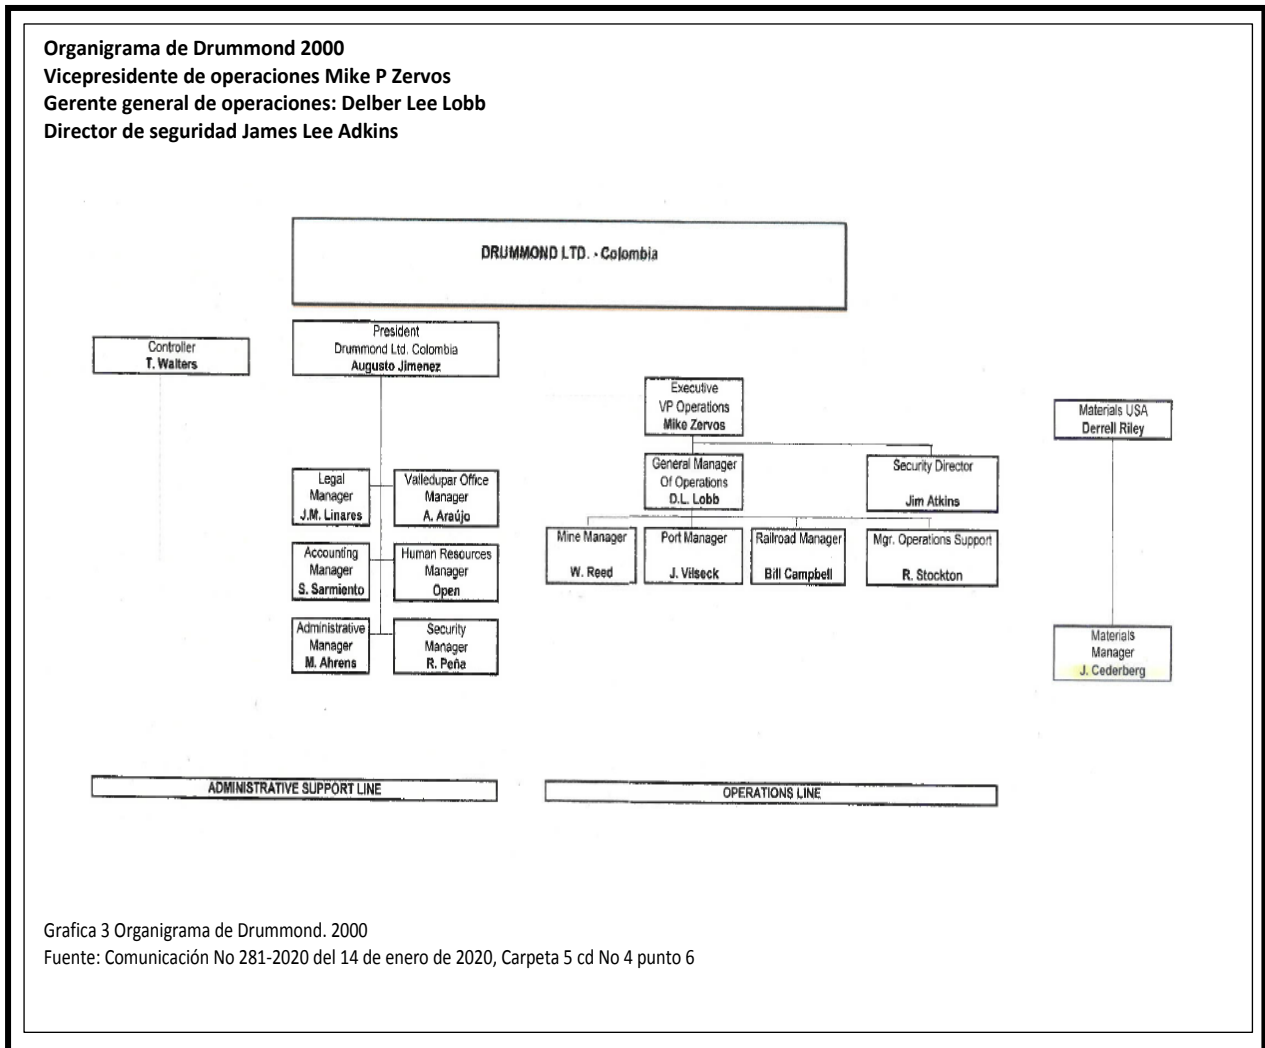 Organigrama de Drummond 2000
Vicepresidente de operaciones Mike P Zervos
Gerente general de operaciones: Delber Lee Lobb
Director de seguridad James Lee Adkins
DRUMMOND LTD. - Colombia
Controller
T. Walters
President
Drummond Ltd. Colombia
Augusto Jimenez
Executive
VP Operations
Mike Zervos
Materials USA
Derrell Riley
Legal
Manager
J.M. Linares
Valledupar Office
Manager
A. Araújo
General Manager
Of Operations
D.L. Lobb
Security Director
Jim Atkins
Accounting
Manager
S. Sarmiento
Human Resources
Manager
Open
Mine Manager
W. Reed
Port Manager
J. Vilseck
Railroad Manager
Bill Campbell
Mgr. Operations Support
R. Stockton
Administrative
Manager
M. Ahrens
Security
Manager
R. Peña
Materials
Manager
J. Cederberg
ADMINISTRATIVE SUPPORT LINE
OPERATIONS LINE
Grafica 3 Organigrama de Drummond. 2000
Fuente: Comunicación No 281-2020 del 14 de enero de 2020, Carpeta 5 cd No 4 punto 6